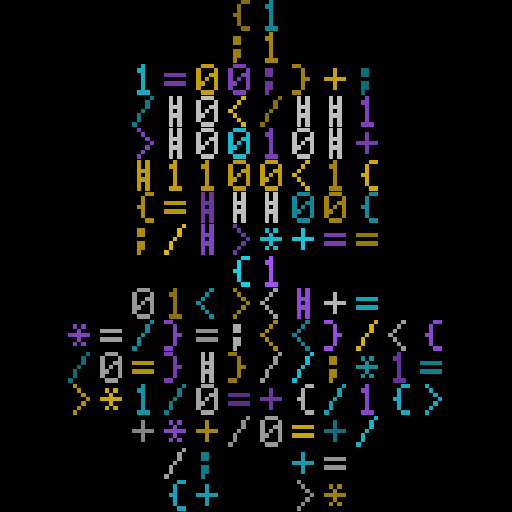 {1
;1
1=00;}+;
/H0</HH1
>H0010H+
H1100<1{
{=HHH00{
;/H>*+==
{1
01<><H+=
*=/}=;<<}/<{
/0=}H}//;*1=
>*1/0=+{/1{>
+*+/0=+/
/; +=
{+ >*